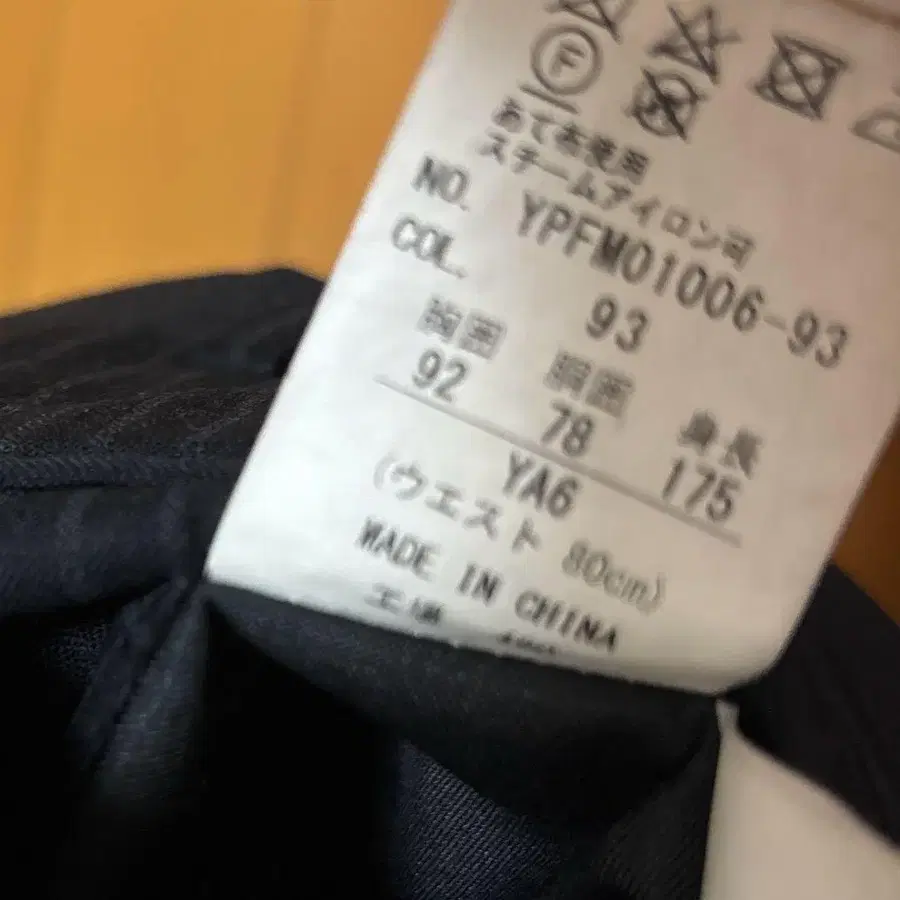 F
あて布使用
スチームアイロン可
NO. YPFM01006-93
COL. 93
胸囲 胴囲 身長
92 78 175
YA6
(ウエスト 80cm)
MADE IN CHINA